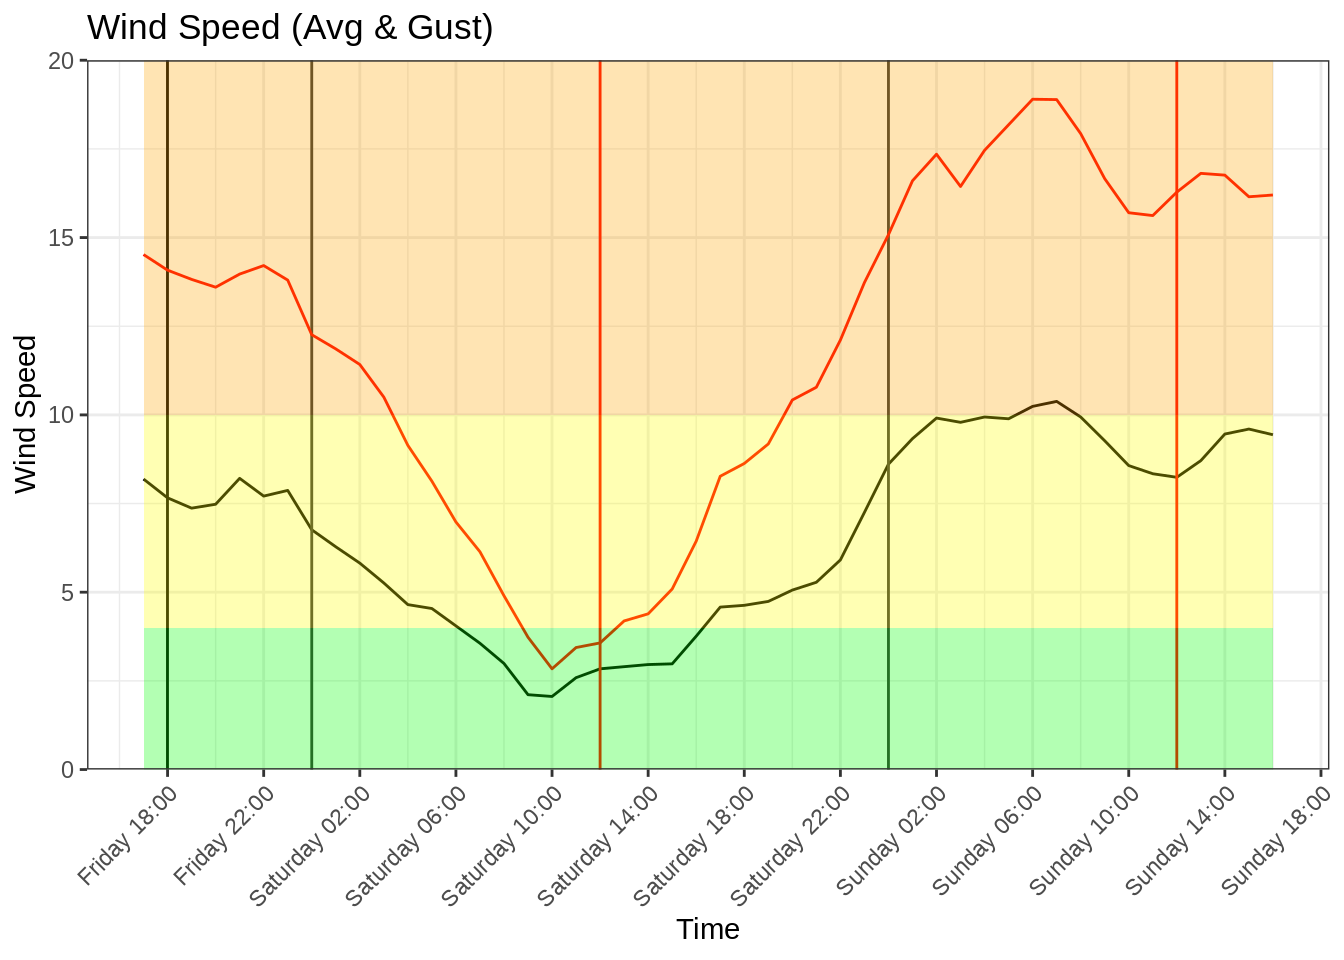 Wind Speed (Avg & Gust)
20
15
10
5
0
Wind Speed
Friday 18:00
Friday 22:00
Saturday 02:00
Saturday 06:00
Saturday 10:00
Saturday 14:00
Saturday 18:00
Saturday 22:00
Sunday 02:00
Sunday 06:00
Sunday 10:00
Sunday 14:00
Sunday 18:00
Time